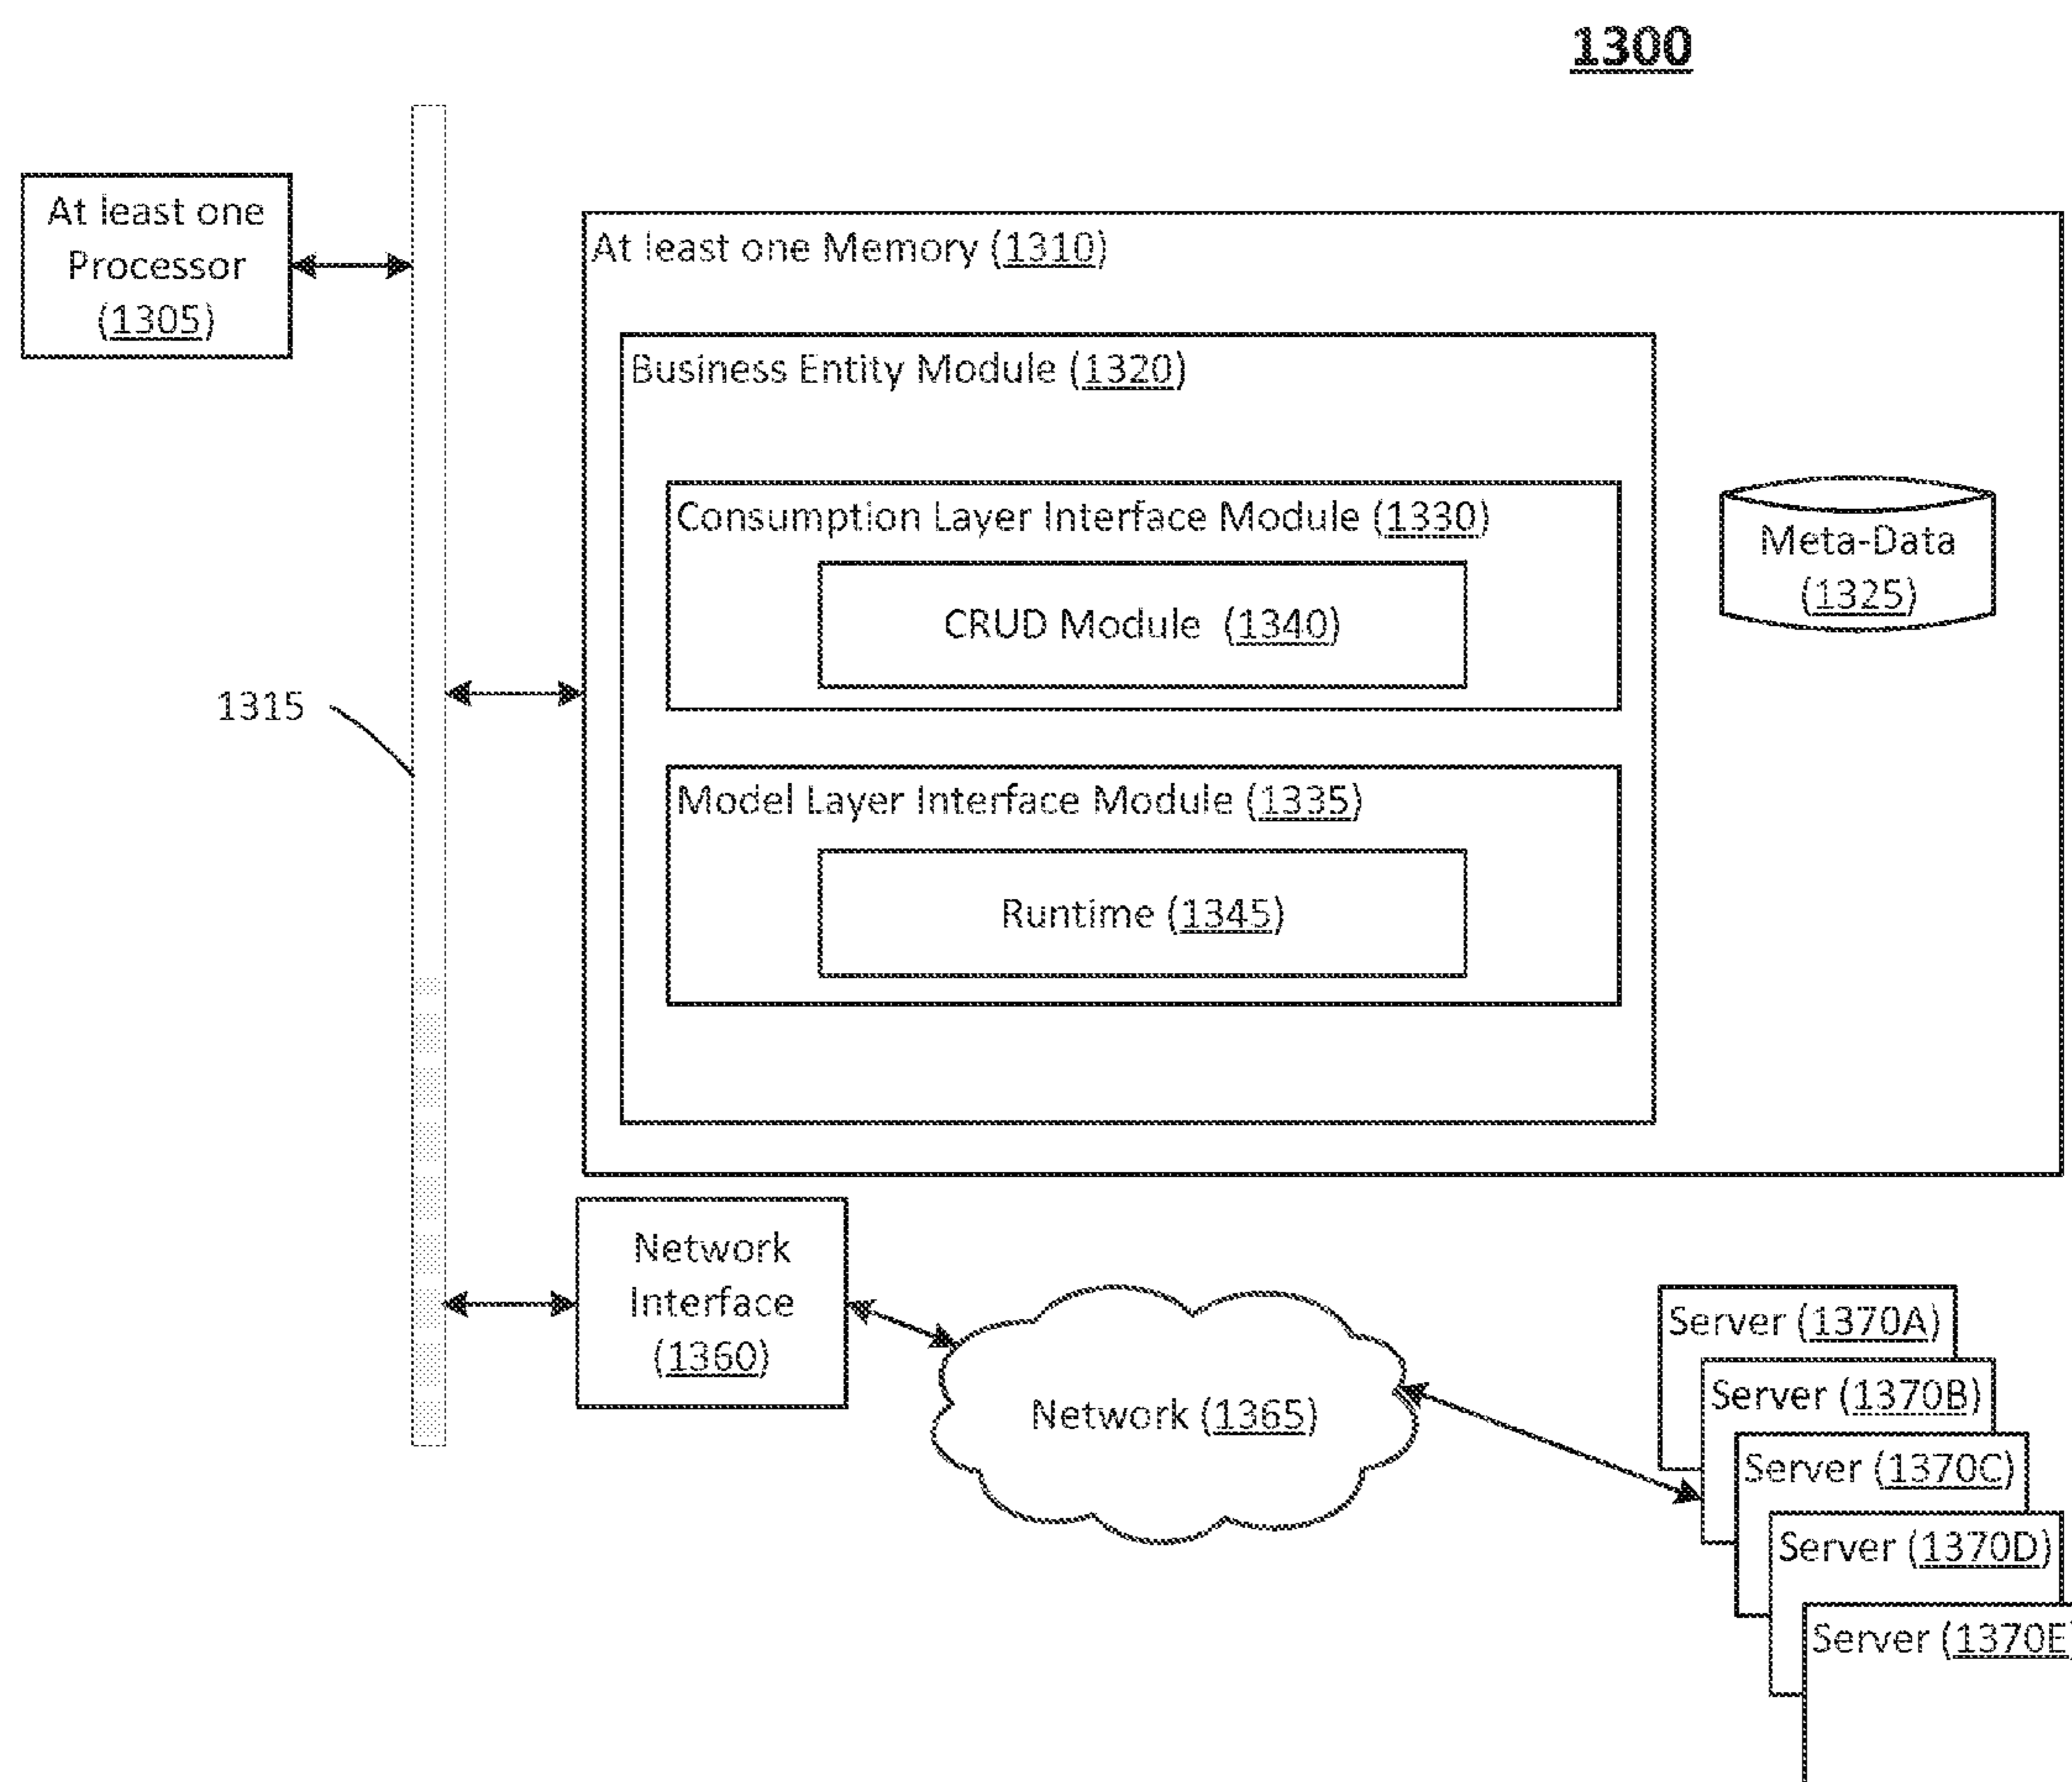 1300
At least one
Processor
(1305)
At least one Memory (1310)
Business Entity Module (1320)
Consumption Layer Interface Module (1330)
CRUD Module (1340)
Meta-Data
(1325)
1315
Model Layer Interface Module (1335)
Runtime (1345)
Network
Interface
(1360)
Network (1365)
Server (1370A)
Server (1370B)
Server (1370C)
Server (1370D)
Server (1370E)